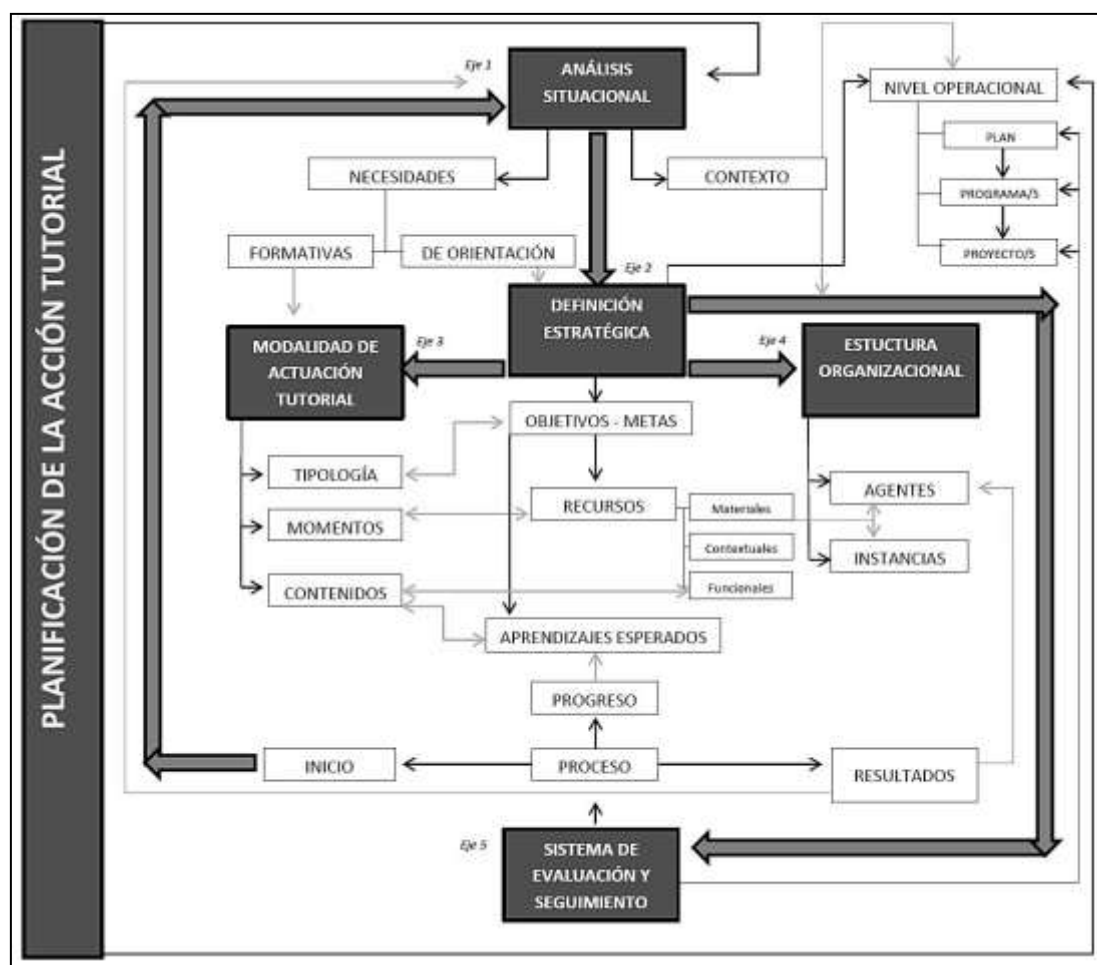 PLANIFICACIÓN DE LA ACCIÓN TUTORIAL
Eje 1
ANÁLISIS
SITUACIONAL
NIVEL OPERACIONAL
PLAN
PROGRAMA/S
PROYECTO/S
NECESIDADES
CONTEXTO
FORMATIVAS
DE ORIENTACIÓN
Eje 2
DEFINICIÓN
ESTRATÉGICA
Eje 3
MODALIDAD DE
ACTUACIÓN
TUTORIAL
Eje 4
ESTUCTURA
ORGANIZACIONAL
OBJETIVOS - METAS
TIPOLOGÍA
MOMENTOS
CONTENIDOS
RECURSOS
Materiales
Contextuales
Funcionales
AGENTES
INSTANCIAS
APRENDIZAJES ESPERADOS
PROGRESO
INICIO
PROCESO
RESULTADOS
Eje 5
SISTEMA DE
EVALUACIÓN Y
SEGUIMIENTO